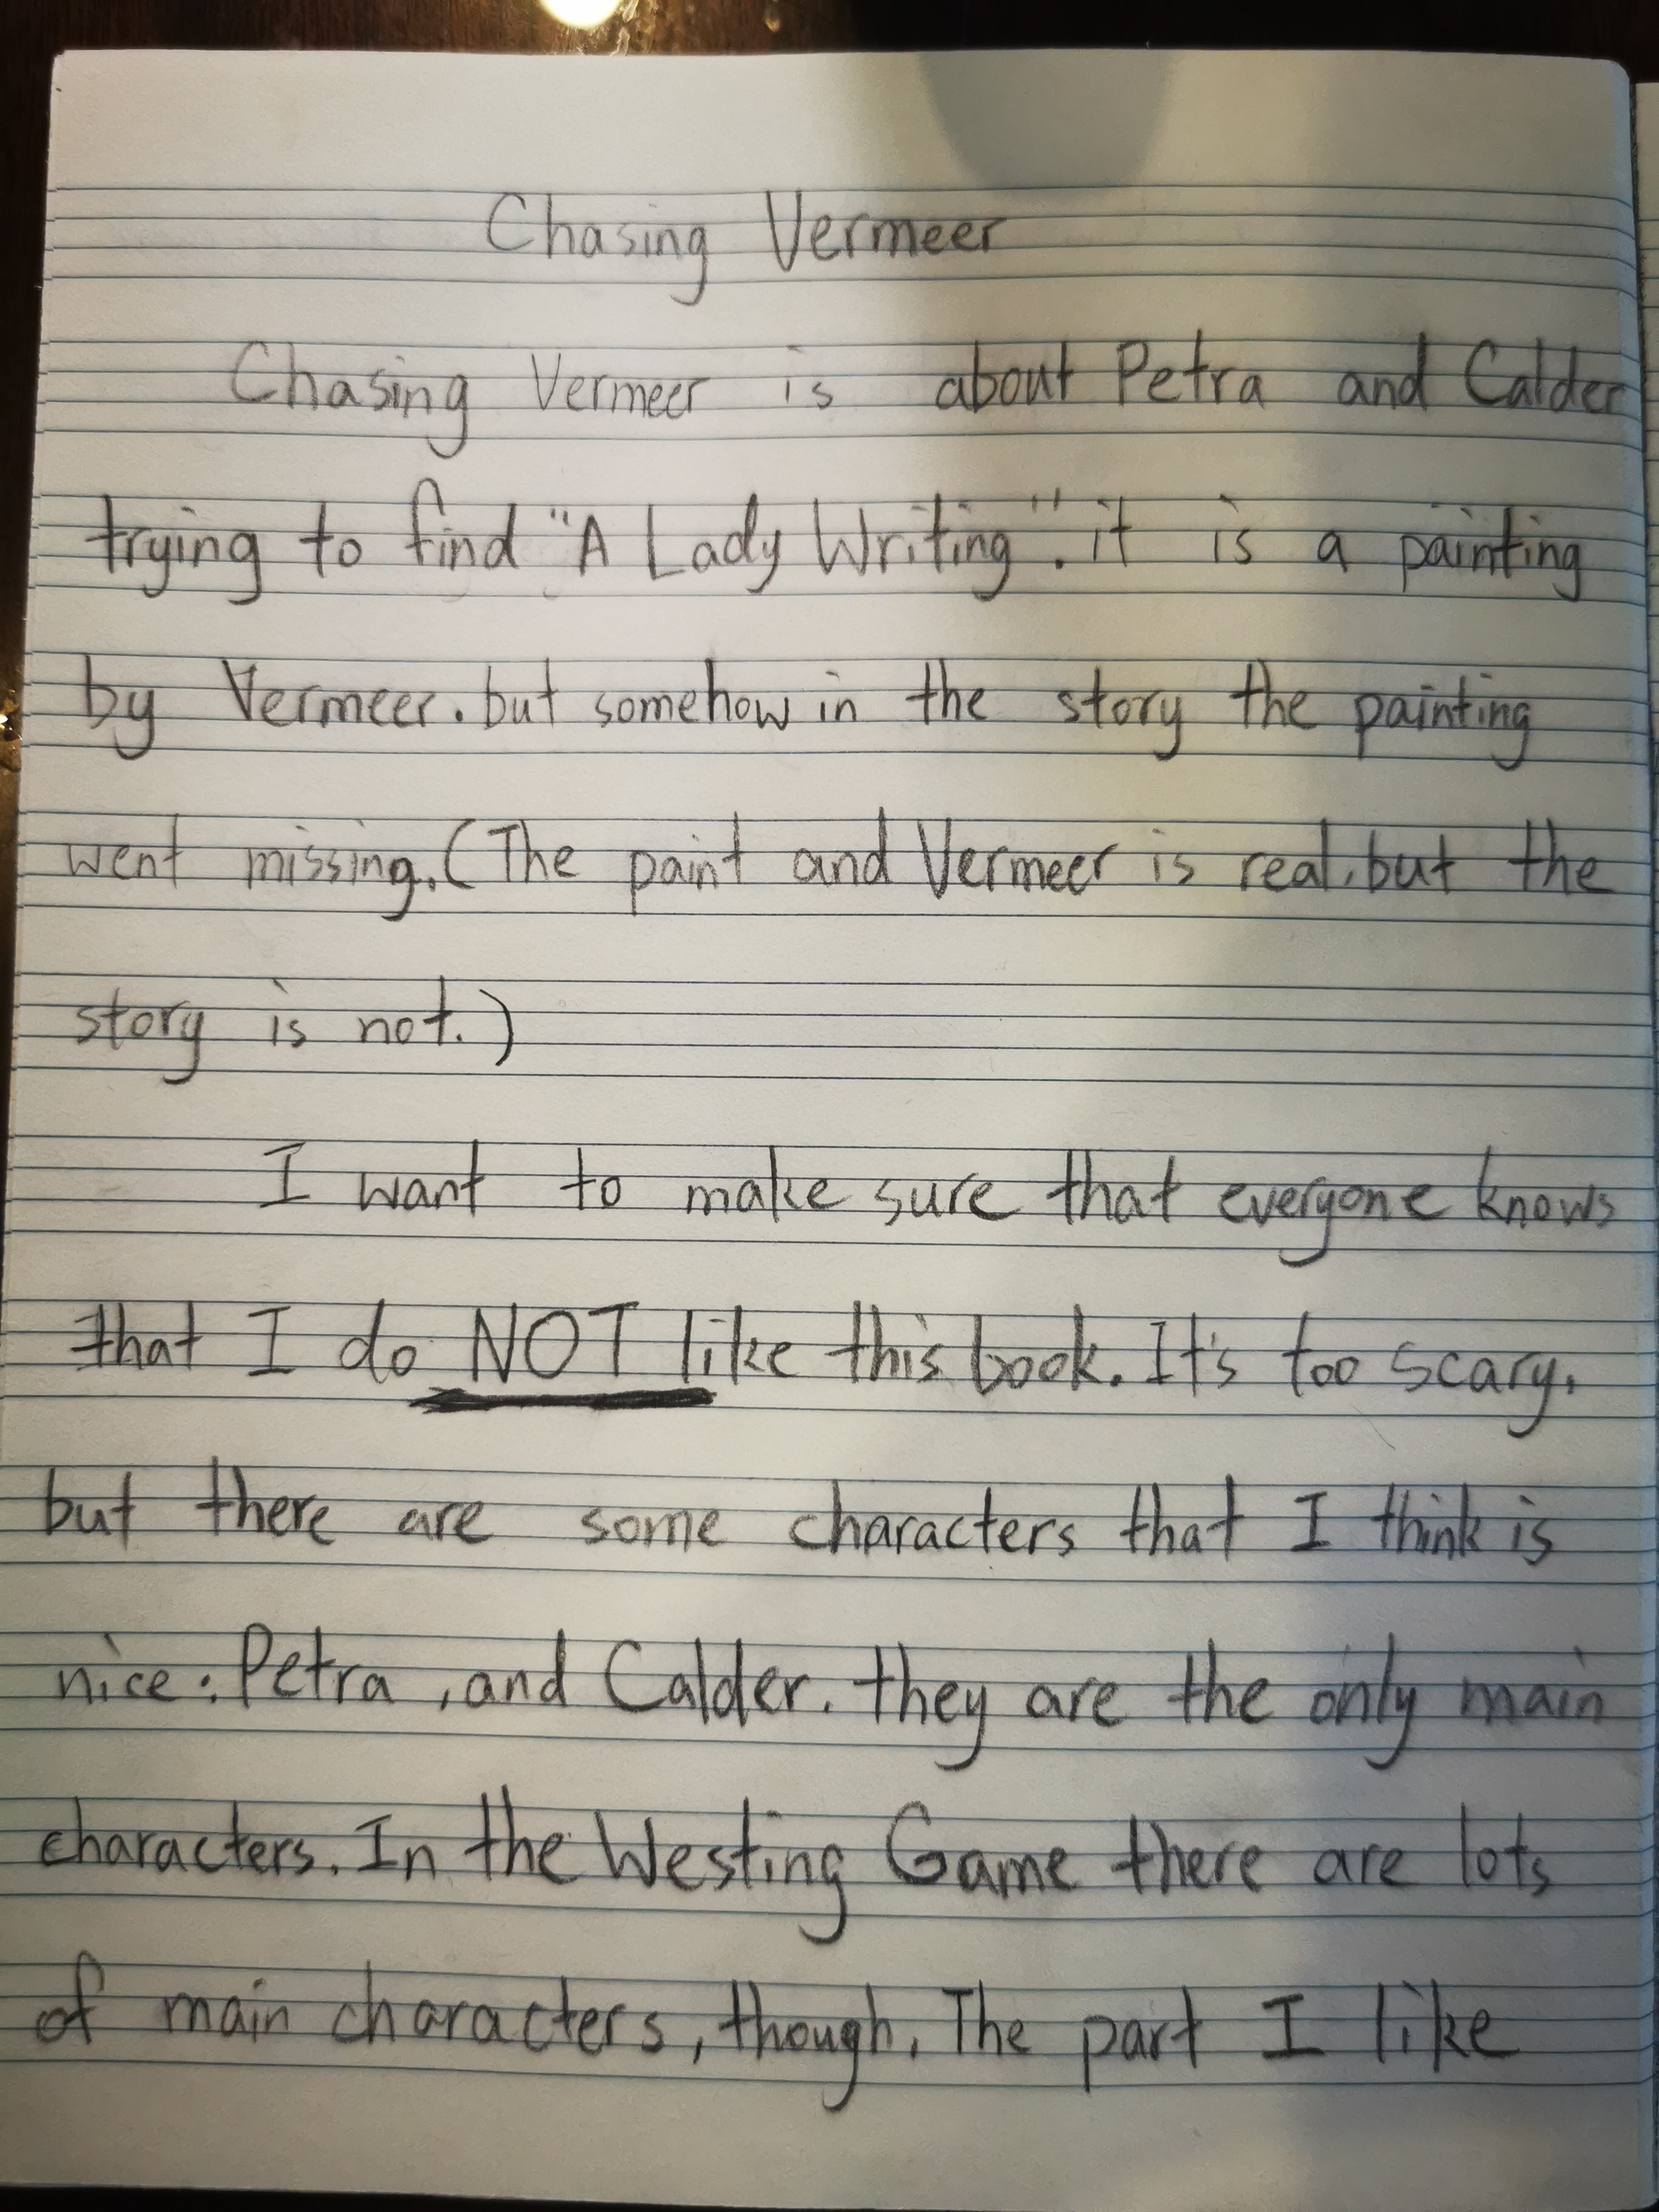 Chasing Vermeer
Chasing Vermeer is about Petra and Calder
trying to find "A Lady Writing". it is a painting
by Vermeer. but somehow in the story the painting
went missing. (The paint and Vermeer is real. but the
story is not.)
I want to make sure that everyone knows
that I do NOT like this book. It's too scary.
but there are some characters that I think is
nice: Petra, and Calder. they are the only main
characters. In the Westing Game there are lots
of main characters, though. The part I like